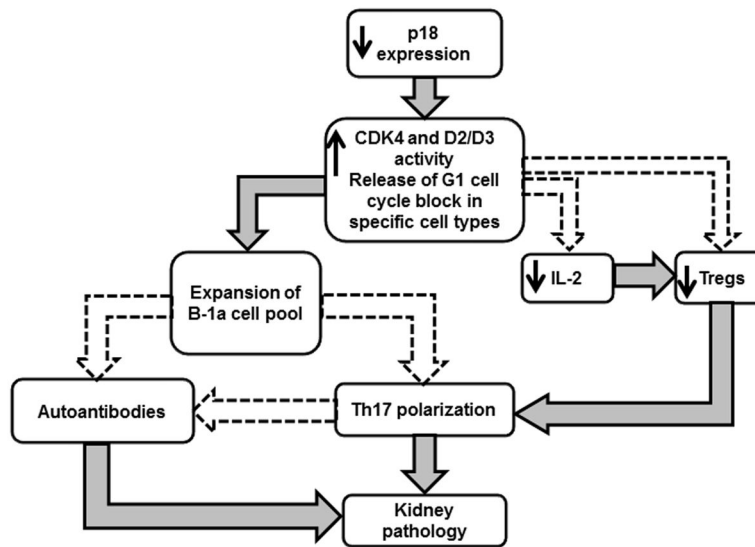 p18
expression
CDK4 and D2/D3
activity
Release of G1 cell
cycle block in
specific cell types
Expansion of
B-1a cell pool
IL-2
Tregs
Autoantibodies
Th17 polarization
Kidney
pathology